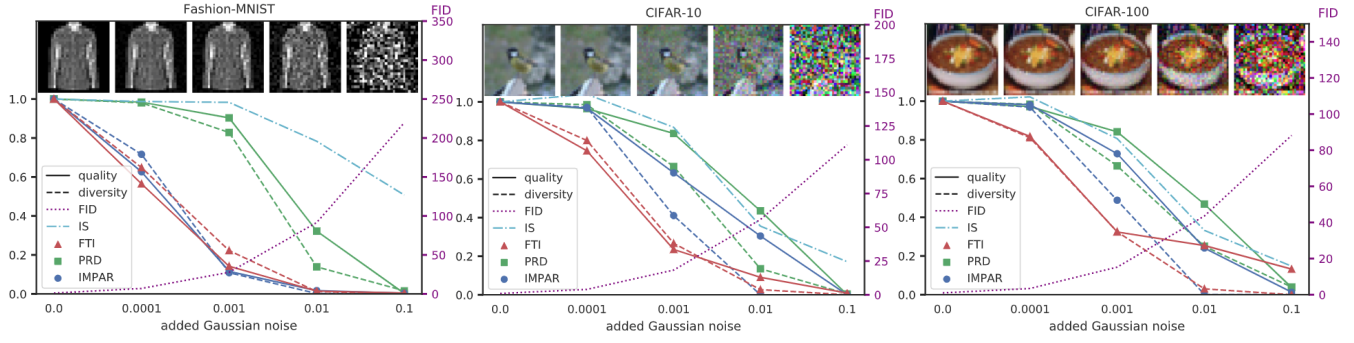 Fashion-MNIST
FID
350
300
250
200
150
100
50
0
1.0
0.8
0.6
0.4
0.2
0.0
quality
diversity
FID
IS
FTI
PRD
IMPAR
0.0 0.0001 0.001 0.01 0.1
added Gaussian noise
CIFAR-10
FID
200
175
150
125
100
75
50
25
0
1.0
0.8
0.6
0.4
0.2
0.0
quality
diversity
FID
IS
FTI
PRD
IMPAR
0.0 0.0001 0.001 0.01 0.1
added Gaussian noise
CIFAR-100
FID
140
120
100
80
60
40
20
0
1.0
0.8
0.6
0.4
0.2
0.0
quality
diversity
FID
IS
FTI
PRD
IMPAR
0.0 0.0001 0.001 0.01 0.1
added Gaussian noise